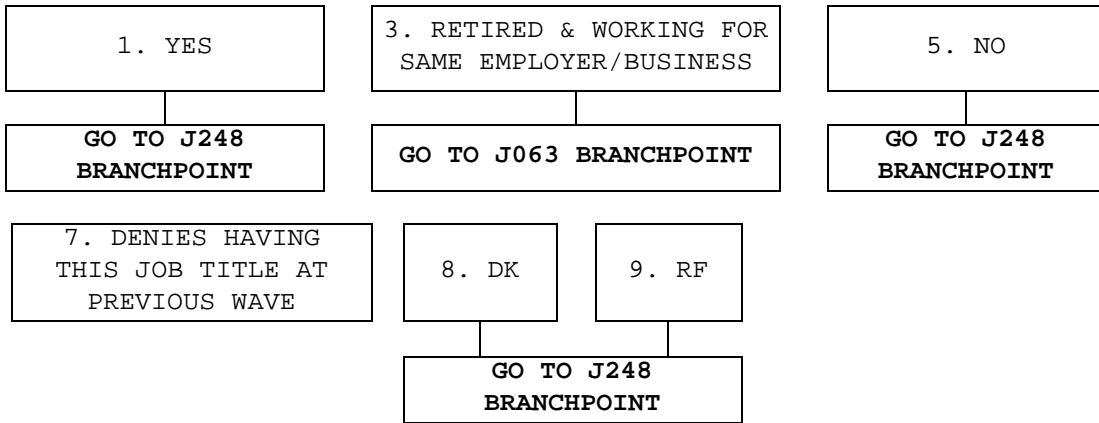 1. YES
3. RETIRED & WORKING FOR
SAME EMPLOYER/BUSINESS
5. NO
GO TO J248
BRANCHPOINT
GO TO J063 BRANCHPOINT
GO TO J248
BRANCHPOINT
7. DENIES HAVING
THIS JOB TITLE AT
PREVIOUS WAVE
8. DK
9. RF
GO TO J248
BRANCHPOINT